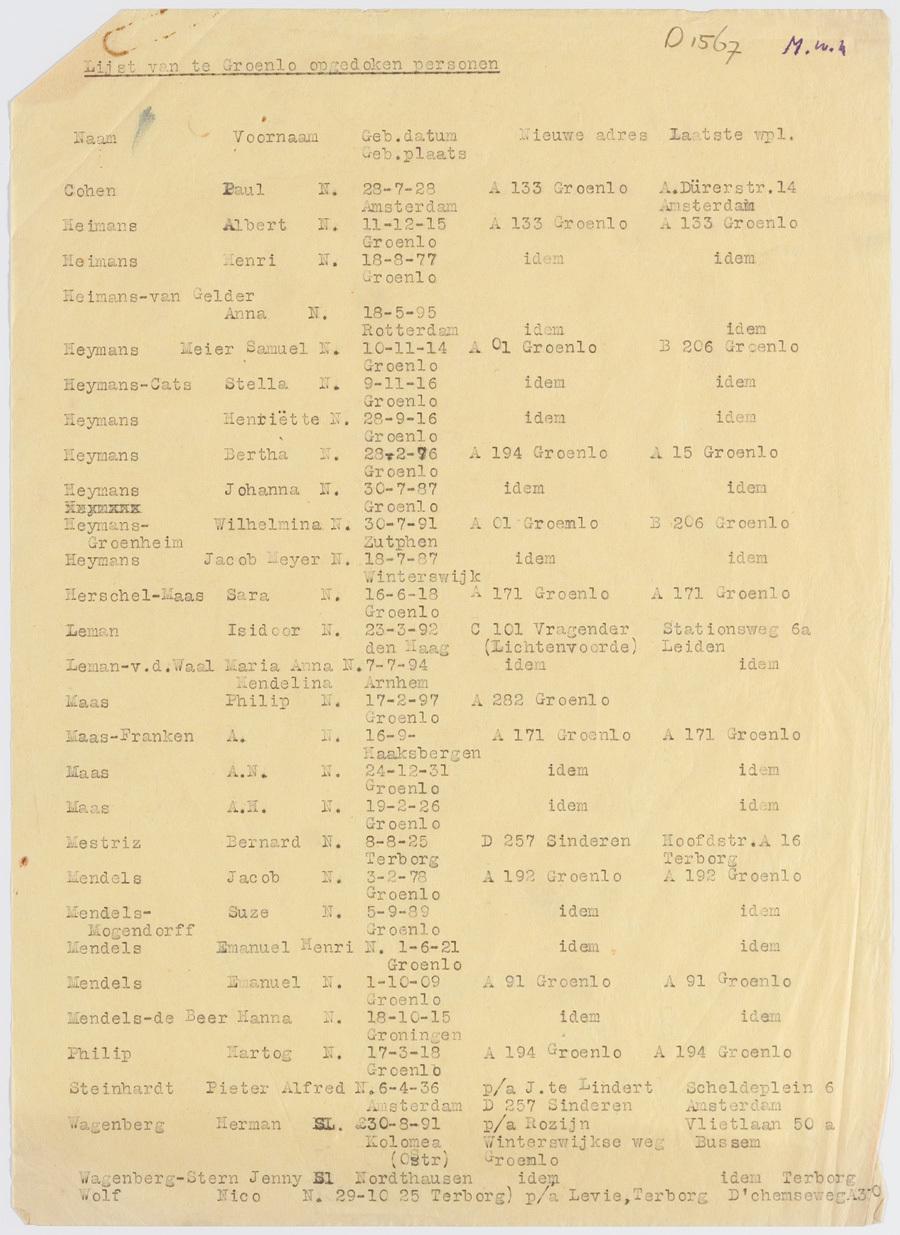 D 1567 M.w.h
Lijst van te Groenlo opgedoken personen
Naam Voornaam Geb.datum Nieuwe adres Laatste wpl.
Geb.plaats
Cohen Paul N. 28-7-28 A 133 Groenlo A.Dürerstr.14
Amsterdam Amsterdam
Heimans Albert N. 11-12-15 A 133 Groenlo A 133 Groenlo
Groenlo
Heimans Henri N. 18-8-77 idem idem
Groenlo
Heimans-van Gelder
Anna N. 18-5-95
Rotterdam idem idem
Heymans Meier Samuel N. 10-11-14 A 01 Groenlo B 206 Groenlo
Groenlo
Heymans-Cats Stella N. 9-11-16 idem idem
Groenlo
Heymans Henriëtte N. 28-9-16 idem idem
Groenlo
Heymans Bertha N. 28-2-76 A 194 Groenlo A 15 Groenlo
Groenlo
Heymans Johanna N. 30-7-87 idem idem
Groenlo
Heymans- Wilhelmina N. 30-7-91 A 01 Groemlo B 206 Groenlo
Groenheim Zutphen
Heymans Jacob Meyer N. 18-7-87 idem idem
Winterswijk
Herschel-Maas Sara N. 16-6-18 A 171 Groenlo A 171 Groenlo
Groenlo
Leman Isidoor N. 23-3-92 C 101 Vragender Stationsweg 6a
den Haag (Lichtenvoorde) Leiden
Leman-v.d.Waal Maria Anna N.7-7-94 idem idem
Mendelina Arnhem
Maas Philip N. 17-2-97 A 282 Groenlo
Groenlo
Maas-Franken A. N. 16-9- A 171 Groenlo A 171 Groenlo
Haaksbergen
Maas A.N. N. 24-12-31 idem idem
Groenlo
Maas A.H. N. 19-2-26 idem idem
Groenlo
Mestriz Bernard N. 8-8-25 D 257 Sinderen Hoofdstr.A 16
Terborg Terborg
Mendels Jacob N. 3-2-78 A 192 Groenlo A 192 Groenlo
Groenlo
Mendels- Suze N. 5-9-89 idem idem
Mogendorff Groenlo
Mendels Emanuel Henri N. 1-6-21 idem idem
Groenlo
Mendels Emanuel N. 1-10-09 A 91 Groenlo A 91 Groenlo
Groenlo
Mendels-de Beer Hanna N. 18-10-15 idem idem
Groningen
Philip Hartog N. 17-3-18 A 194 Groenlo A 194 Groenlo
Groenlo
Steinhardt Pieter Alfred N.6-4-36 p/a J.te Lindert Scheldeplein 6
Amsterdam D 257 Sinderen Amsterdam
Wagenberg Herman SL. 30-8-91 p/a Rozijn Vlietlaan 50 a
Kolomea Winterswijkse weg Bussem
(Ostr) Groenlo
Wagenberg-Stern Jenny Sl Nordthausen idem idem Terborg
Wolf Nico N. 29-10 25 Terborg) p/a Levie,Terborg D'chemsewegA370